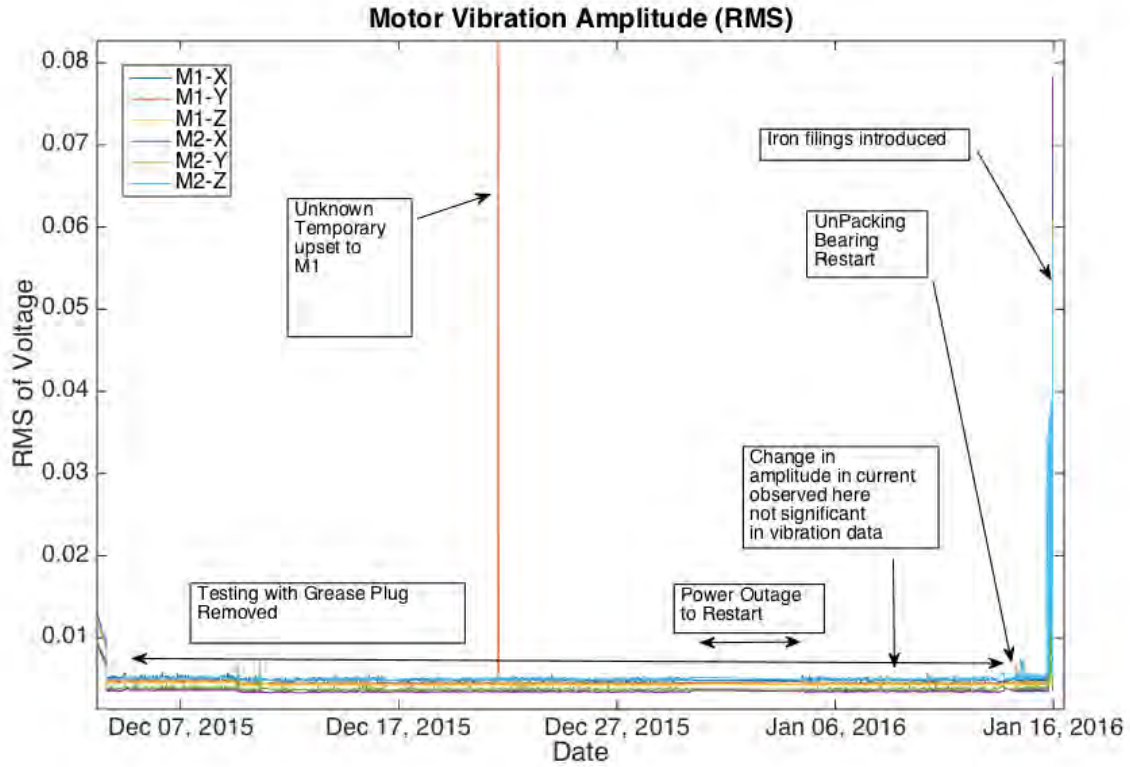 Motor Vibration Amplitude (RMS)
0.08
0.07
0.06
0.05
0.04
0.03
0.02
0.01
RMS of Voltage
M1-X
M1-Y
M1-Z
M2-X
M2-Y
M2-Z
Unknown
Temporary
upset to
M1
Iron filings introduced
UnPacking
Bearing
Restart
Change in
amplitude in current
observed here
not significant
in vibration data
Testing with Grease Plug
Removed
Power Outage
to Restart
Dec 07, 2015
Dec 17, 2015
Dec 27, 2015
Jan 06, 2016
Jan 16, 2016
Date